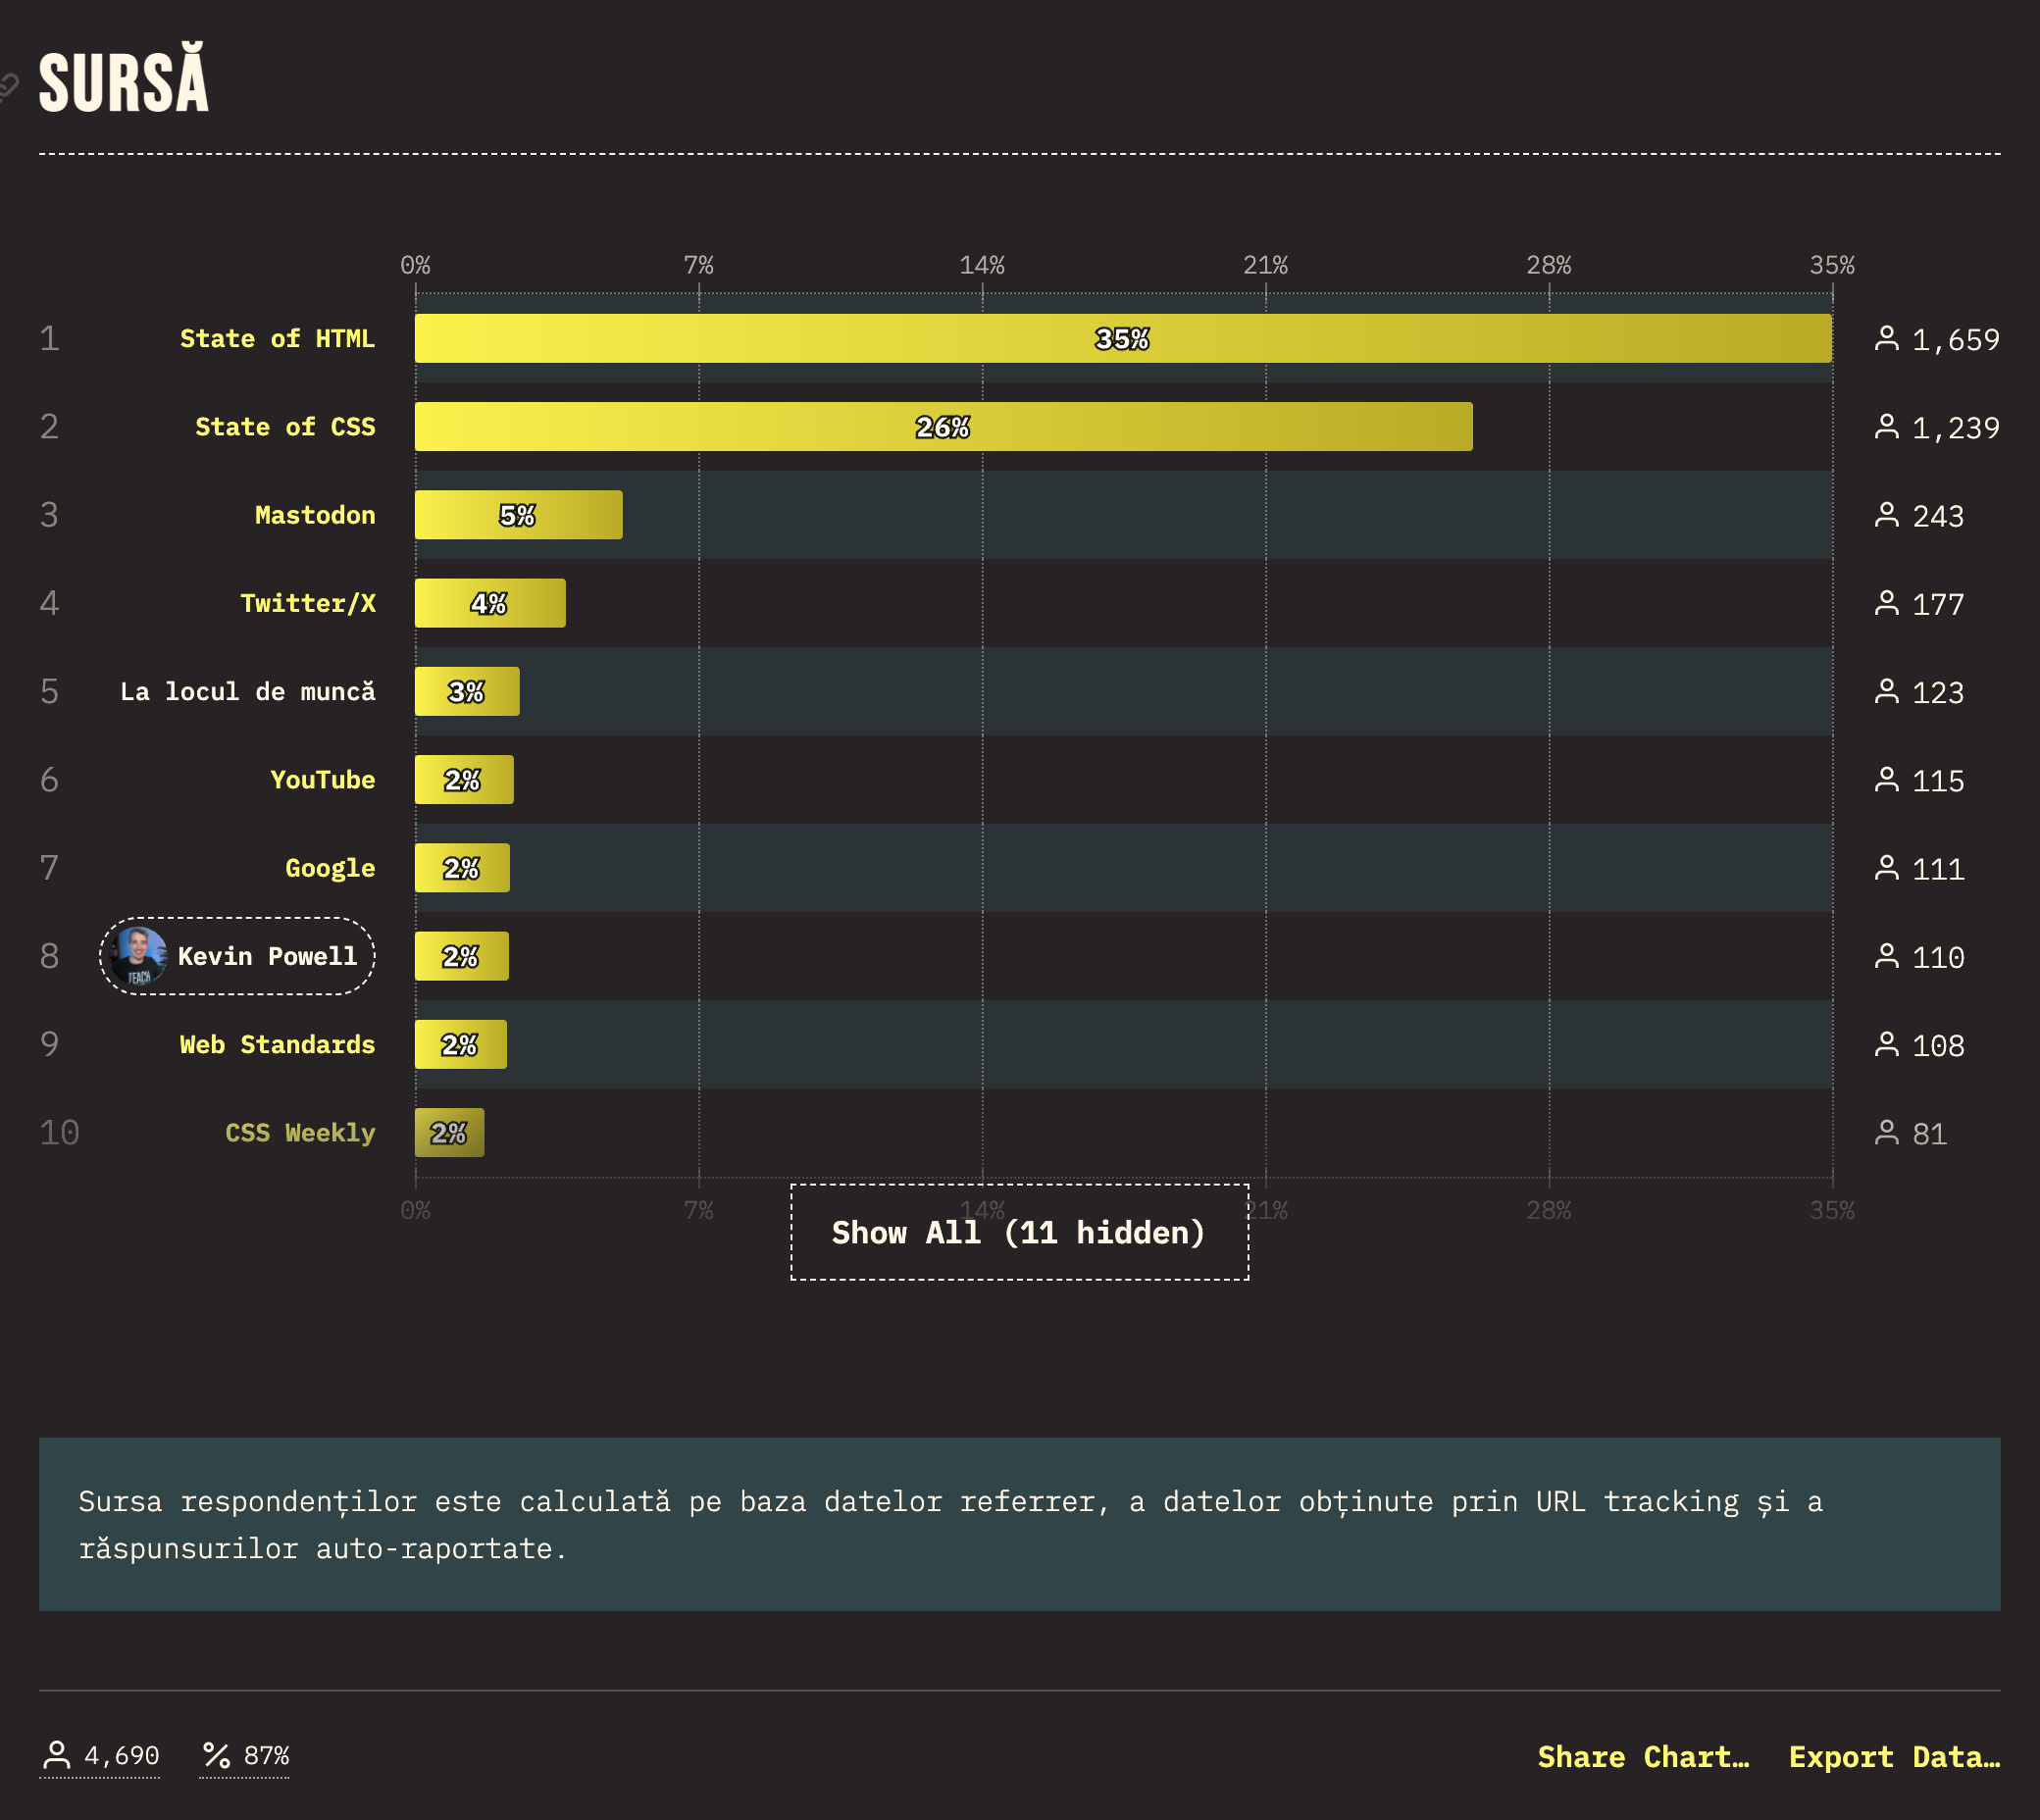 SURSĂ
0% 7% 14% 21% 28% 35%
1 State of HTML 35% 1,659
2 State of CSS 26% 1,239
3 Mastodon 5% 243
4 Twitter/X 4% 177
5 La locul de muncă 3% 123
6 YouTube 2% 115
7 Google 2% 111
8 TEACH Kevin Powell 2% 110
9 Web Standards 2% 108
10 CSS Weekly 2% 81
0% 7% 14% 21% 28% 35%
Show All (11 hidden)
Sursa respondenților este calculată pe baza datelor referrer, a datelor obținute prin URL tracking și a
răspunsurilor auto-raportate.
4,690 % 87% Share Chart… Export Data…